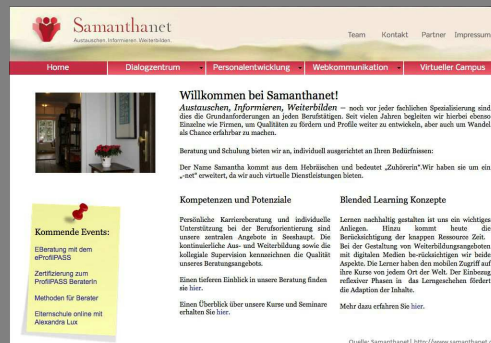 Samanthanet
Austauschen. Informieren. Weiterbilden.
Team Kontakt Partner Impressum
Home Dialogzentrum Personalentwicklung Webkommunikation Virtueller Campus
Willkommen bei Samanthanet!
Austauschen, Informieren, Weiterbilden – noch vor jeder fachlichen Spezialisierung sind
dies die Grundanforderungen an jeden Berufstätigen. Seit vielen Jahren begleiten wir hierbei ebenso
Einzelne wie Firmen, um Qualitäten zu fördern und Profile weiter zu entwickeln, aber auch um Wandel
als Chance erfahrbar zu machen.
Beratung und Schulung bieten wir an, individuell ausgerichtet an Ihren Bedürfnissen:
Der Name Samantha kommt aus dem Hebräischen und bedeutet „Zuhörerin“.Wir haben sie um ein
„-net“ erweitert, da wir auch virtuelle Dienstleistungen bieten.
Kommende Events:
EBeratung mit dem
eProfilPASS
Zertifizierung zum
ProfilPASS BeraterIn
Methoden für Berater
Elternschule online mit
Alexandra Lux
Kompetenzen und Potenziale
Persönliche Karriereberatung und individuelle
Unterstützung bei der Berufsorientierung sind
unsere zentralen Angebote in Seeshaupt. Die
kontinuierliche Aus- und Weiterbildung sowie die
kollegiale Supervision kennzeichnen die Qualität
unseres Beratungsangebots.
Einen tieferen Einblick in unsere Beratung finden
sie hier.
Einen Überblick über unsere Kurse und Seminare
erhalten Sie hier.
Blended Learning Konzepte
Lernen nachhaltig gestalten ist uns ein wichtiges
Anliegen. Hinzu kommt heute die
Berücksichtigung der knappen Ressource Zeit.
Bei der Gestaltung von Weiterbildungsangeboten
mit digitalen Medien be-rücksichtigen wir beide
Aspekte. Die Lerner haben den mobilen Zugriff auf
ihre Kurse von jedem Ort der Welt. Der Einbezug
reflexiver Phasen in das Lerngeschehen fördert
die Adaption der Inhalte.
Mehr dazu erfahren Sie hier.
Quelle: Samanthanet| http://www.samanthanet.